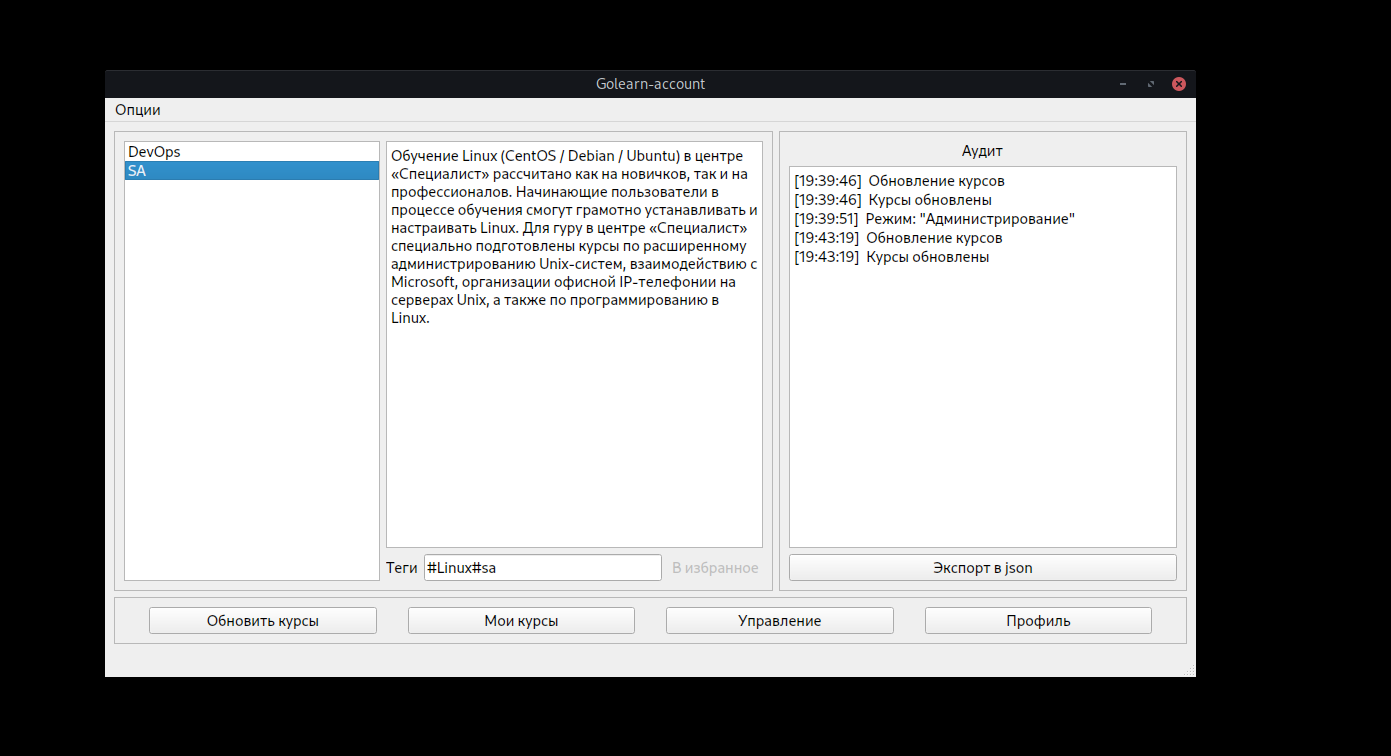 Golearn-account
Опции
DevOps
SA
Обучение Linux (CentOS / Debian / Ubuntu) в центре
«Специалист» рассчитано как на новичков, так и на
профессионалов. Начинающие пользователи в
процессе обучения смогут грамотно устанавливать и
настраивать Linux. Для гуру в центре «Специалист»
специально подготовлены курсы по расширенному
администрированию Unix-систем, взаимодействию с
Microsoft, организации офисной IP-телефонии на
серверах Unix, а также по программированию в
Linux.
Теги #Linux#sa В избранное
Аудит
[19:39:46] Обновление курсов
[19:39:46] Курсы обновлены
[19:39:51] Режим: "Администрирование"
[19:43:19] Обновление курсов
[19:43:19] Курсы обновлены
Экспорт в json
Обновить курсы Мои курсы Управление Профиль